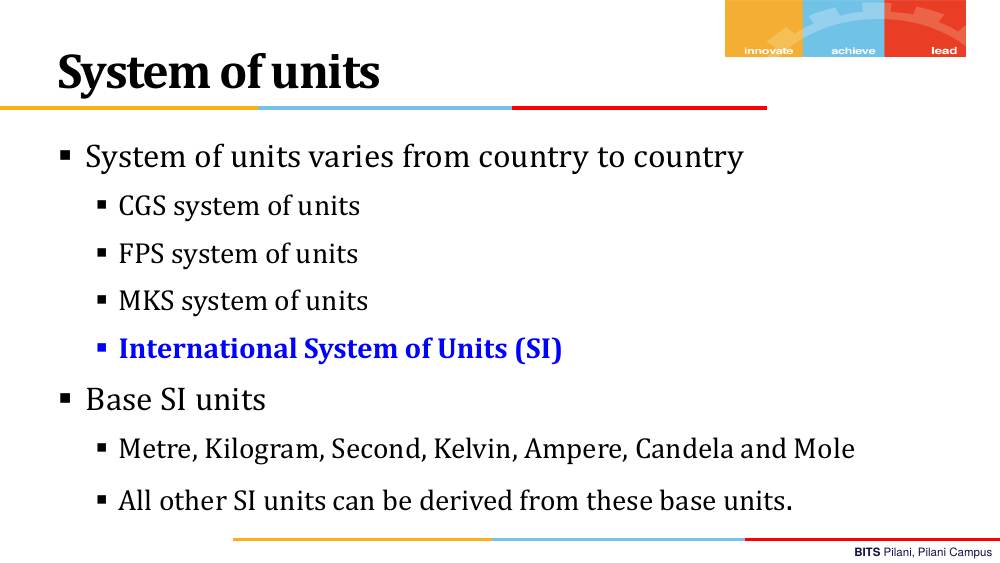 innovate achieve lead
System of units
▪ System of units varies from country to country
▪ CGS system of units
▪ FPS system of units
▪ MKS system of units
▪ International System of Units (SI)
▪ Base SI units
▪ Metre, Kilogram, Second, Kelvin, Ampere, Candela and Mole
▪ All other SI units can be derived from these base units.
BITS Pilani, Pilani Campus